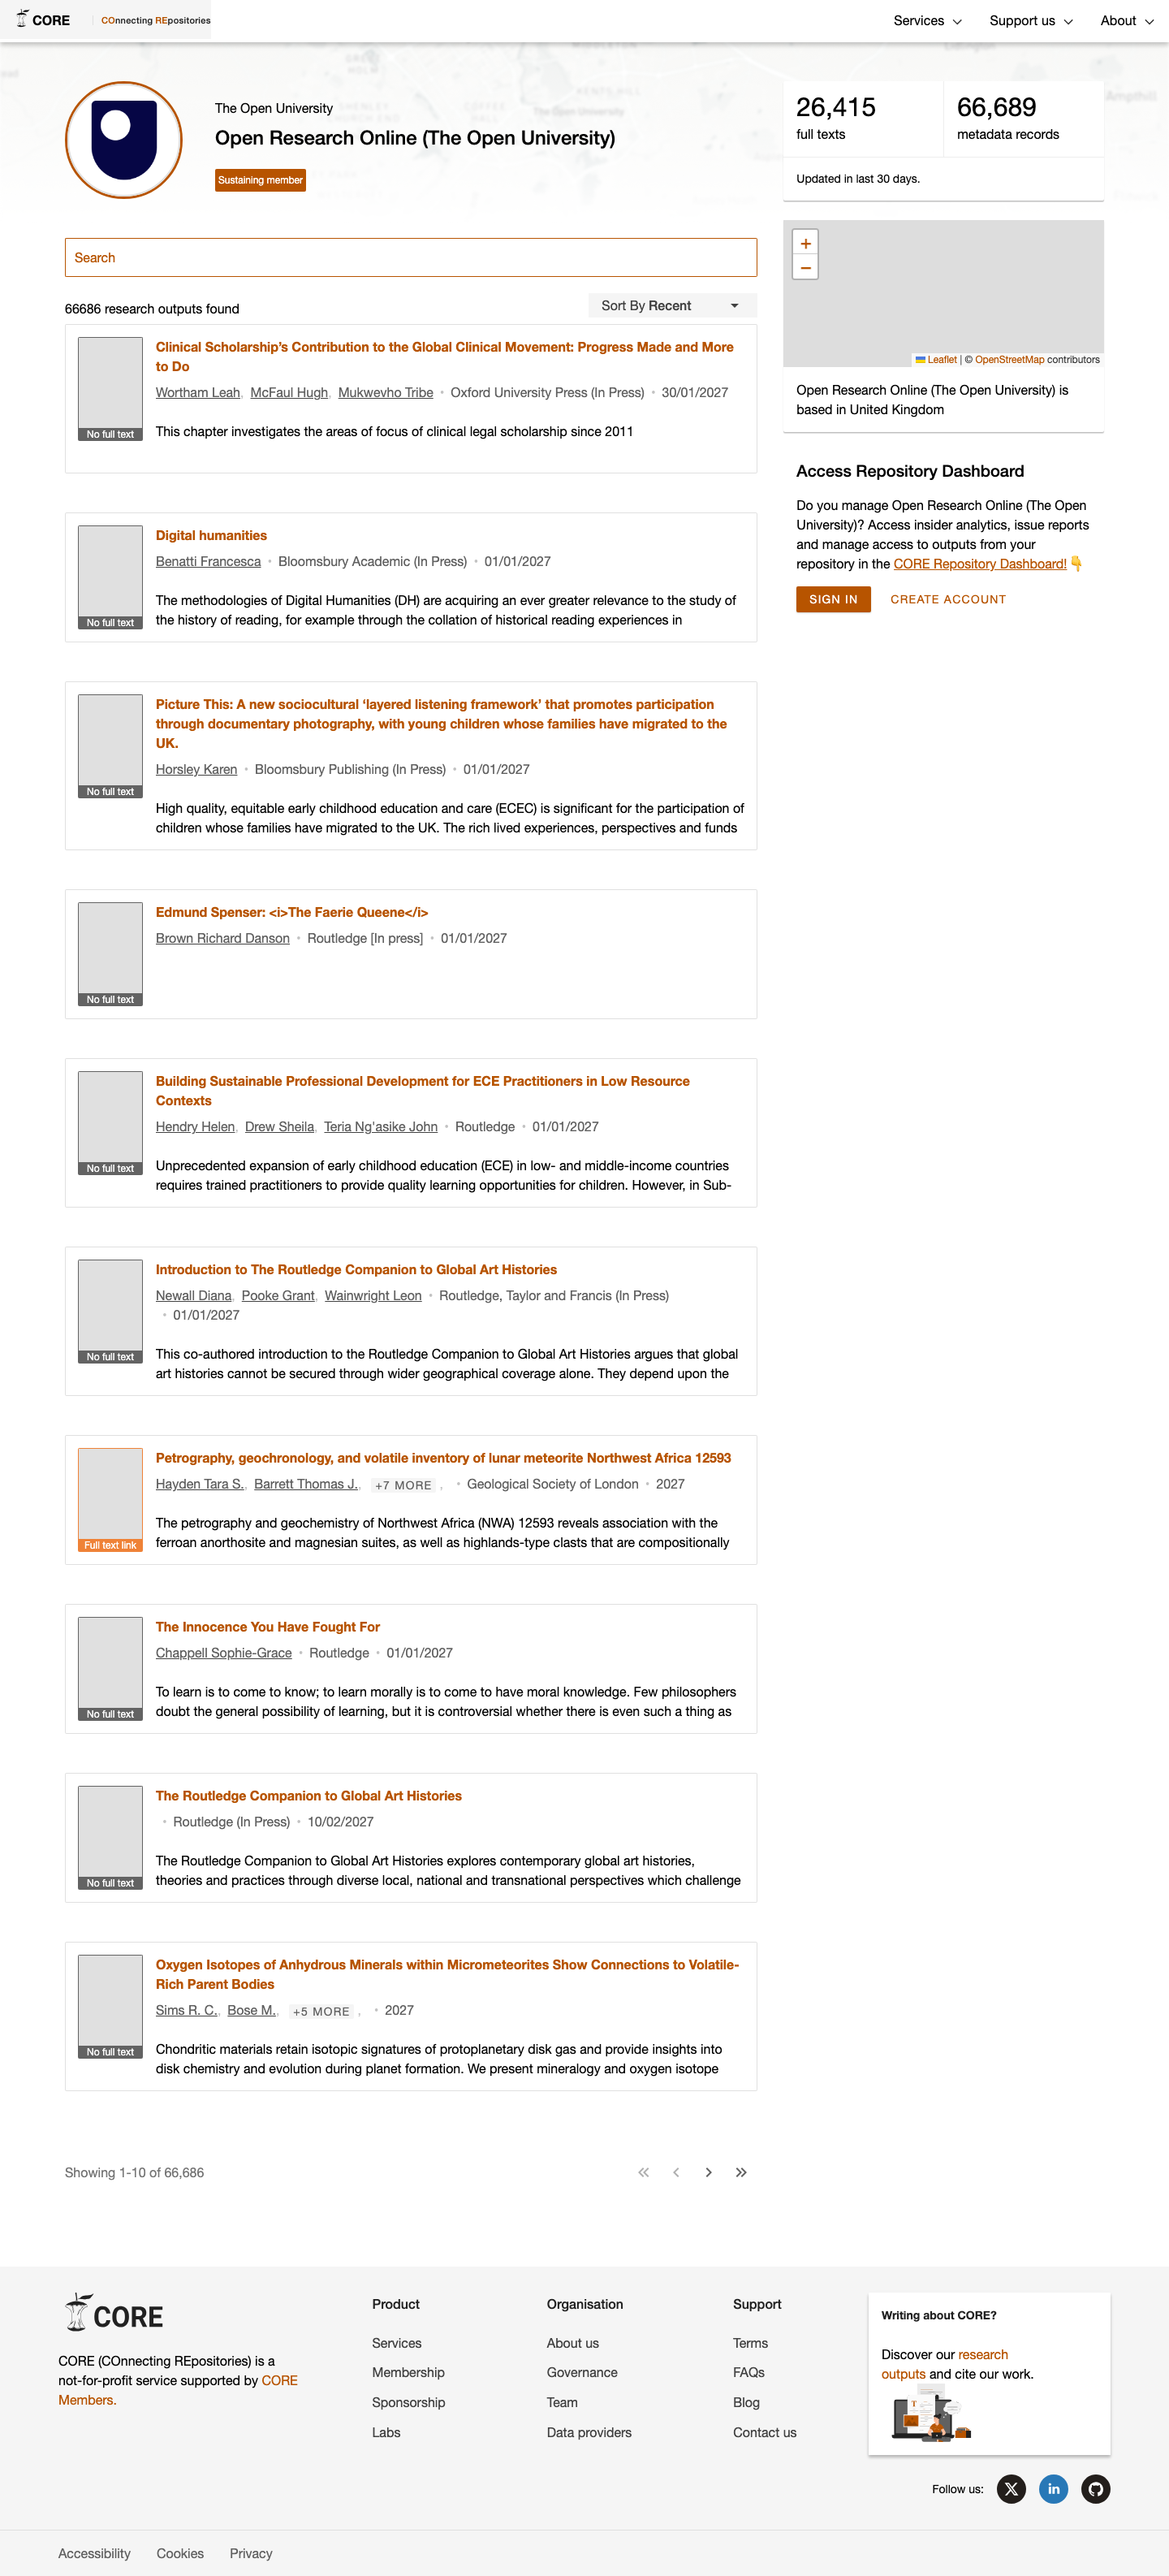 CORE
COnnecting REpositories
Services
Support us
About
The Open University
Open Research Online (The Open University)
Sustaining member
26,415
full texts
66,689
metadata records
Updated in last 30 days.
Search
66686 research outputs found
Sort By Recent
+
−
Leaflet | © OpenStreetMap contributors
Open Research Online (The Open University) is
based in United Kingdom
Access Repository Dashboard
Do you manage Open Research Online (The Open
University)? Access insider analytics, issue reports
and manage access to outputs from your
repository in the CORE Repository Dashboard! 👇
SIGN IN
CREATE ACCOUNT
Clinical Scholarship’s Contribution to the Global Clinical Movement: Progress Made and More
to Do
Wortham Leah, McFaul Hugh, Mukwevho Tribe • Oxford University Press (In Press) • 30/01/2027
This chapter investigates the areas of focus of clinical legal scholarship since 2011
No full text
Digital humanities
Benatti Francesca • Bloomsbury Academic (In Press) • 01/01/2027
The methodologies of Digital Humanities (DH) are acquiring an ever greater relevance to the study of
the history of reading, for example through the collation of historical reading experiences in
No full text
Picture This: A new sociocultural ‘layered listening framework’ that promotes participation
through documentary photography, with young children whose families have migrated to the
UK.
Horsley Karen • Bloomsbury Publishing (In Press) • 01/01/2027
No full text
High quality, equitable early childhood education and care (ECEC) is significant for the participation of
children whose families have migrated to the UK. The rich lived experiences, perspectives and funds
Edmund Spenser: <i>The Faerie Queene</i>
Brown Richard Danson • Routledge [In press] • 01/01/2027
No full text
Building Sustainable Professional Development for ECE Practitioners in Low Resource
Contexts
Hendry Helen, Drew Sheila, Teria Ng'asike John • Routledge • 01/01/2027
Unprecedented expansion of early childhood education (ECE) in low- and middle-income countries
No full text
requires trained practitioners to provide quality learning opportunities for children. However, in Sub-
Introduction to The Routledge Companion to Global Art Histories
Newall Diana, Pooke Grant, Wainwright Leon • Routledge, Taylor and Francis (In Press)
• 01/01/2027
This co-authored introduction to the Routledge Companion to Global Art Histories argues that global
No full text
art histories cannot be secured through wider geographical coverage alone. They depend upon the
Petrography, geochronology, and volatile inventory of lunar meteorite Northwest Africa 12593
Hayden Tara S., Barrett Thomas J., +7 MORE , • Geological Society of London • 2027
The petrography and geochemistry of Northwest Africa (NWA) 12593 reveals association with the
ferroan anorthosite and magnesian suites, as well as highlands-type clasts that are compositionally
Full text link
The Innocence You Have Fought For
Chappell Sophie-Grace • Routledge • 01/01/2027
To learn is to come to know; to learn morally is to come to have moral knowledge. Few philosophers
doubt the general possibility of learning, but it is controversial whether there is even such a thing as
No full text
The Routledge Companion to Global Art Histories
• Routledge (In Press) • 10/02/2027
The Routledge Companion to Global Art Histories explores contemporary global art histories,
theories and practices through diverse local, national and transnational perspectives which challenge
No full text
Oxygen Isotopes of Anhydrous Minerals within Micrometeorites Show Connections to Volatile-
Rich Parent Bodies
Sims R. C., Bose M., +5 MORE , • 2027
Chondritic materials retain isotopic signatures of protoplanetary disk gas and provide insights into
No full text
disk chemistry and evolution during planet formation. We present mineralogy and oxygen isotope
Showing 1-10 of 66,686
CORE
CORE (COnnecting REpositories) is a
not-for-profit service supported by CORE
Members.
Product
Services
Membership
Sponsorship
Labs
Organisation
About us
Governance
Team
Data providers
Support
Terms
FAQs
Blog
Contact us
Writing about CORE?
Discover our research
outputs and cite our work.
Follow us:
Accessibility
Cookies
Privacy